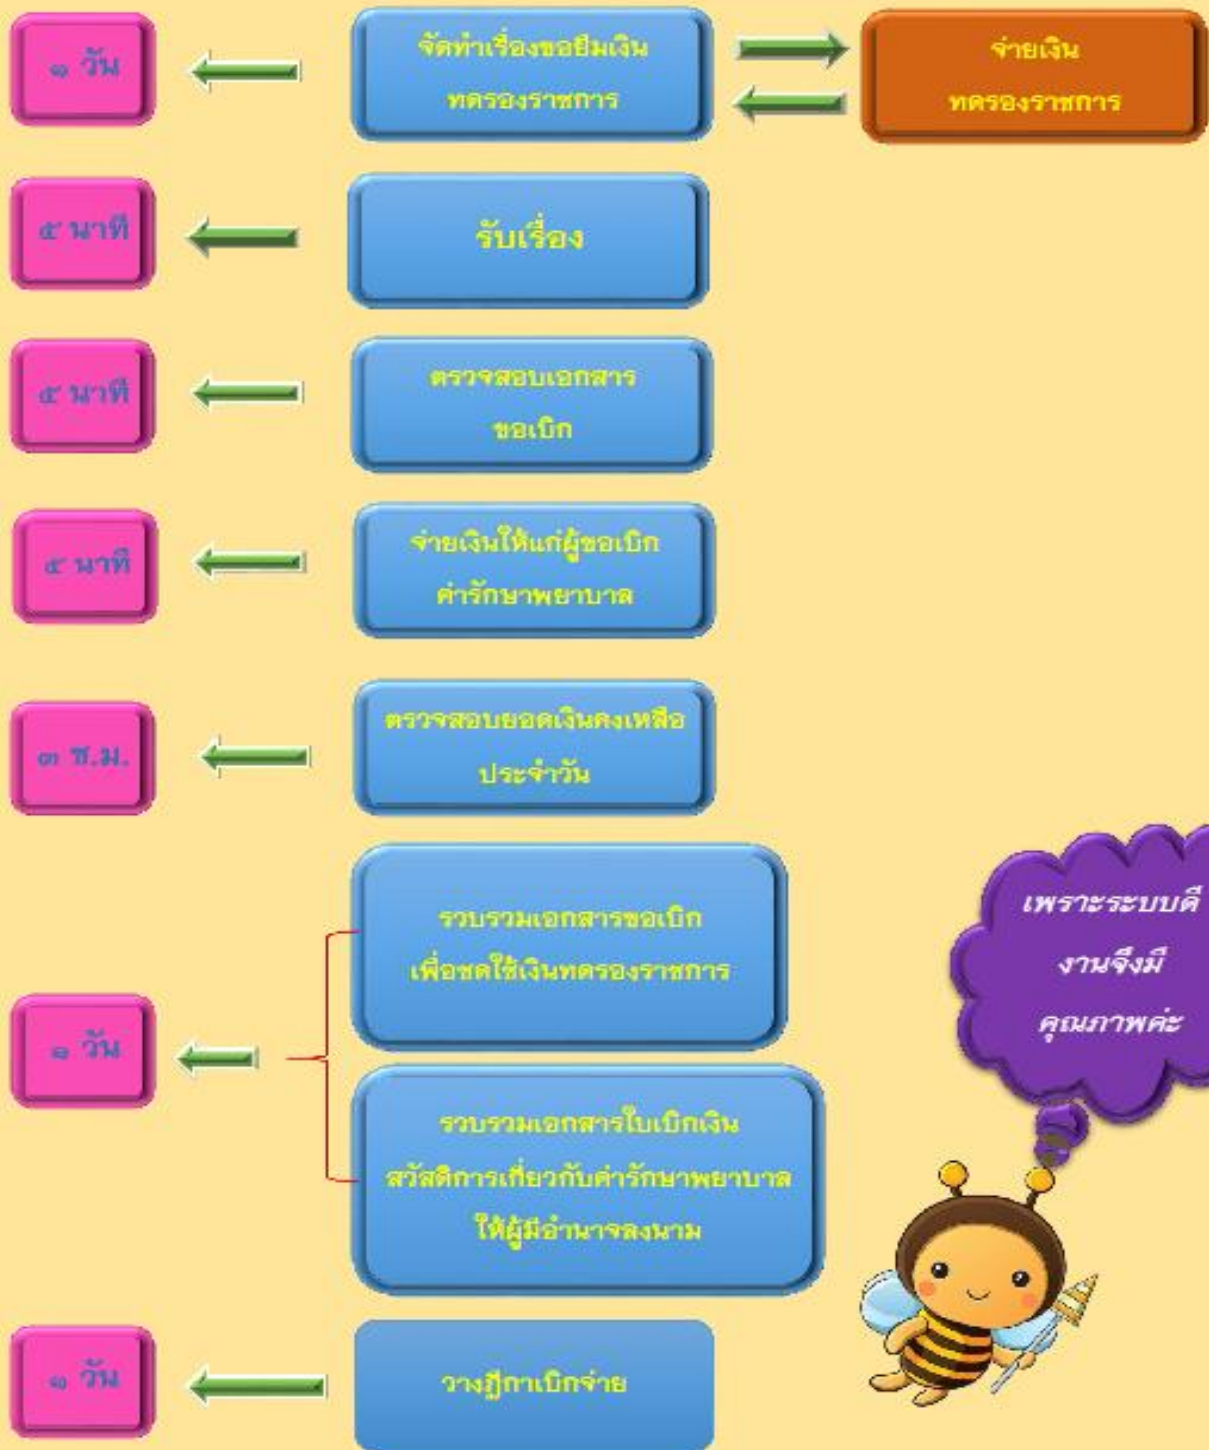 ๑ วัน
จัดทำเรื่องขอยืมเงิน
ทดรองราชการ
จ่ายเงิน
ทดรองราชการ
๕ นาที
รับเรื่อง
๕ นาที
ตรวจสอบเอกสาร
ขอเบิก
๕ นาที
จ่ายเงินให้แก่ผู้ขอเบิก
ค่ารักษาพยาบาล
๓ ช.ม.
ตรวจสอบยอดเงินคงเหลือ
ประจำวัน
๑ วัน
รวบรวมเอกสารขอเบิก
เพื่อชดใช้เงินทดรองราชการ
รวบรวมเอกสารใบเบิกเงิน
สวัสดิการเกี่ยวกับค่ารักษาพยาบาล
ให้ผู้มีอำนาจลงนาม
เพราะระบบดี
งานจึงมี
คุณภาพค่ะ
๑ วัน
วางฎีกาเบิกจ่าย